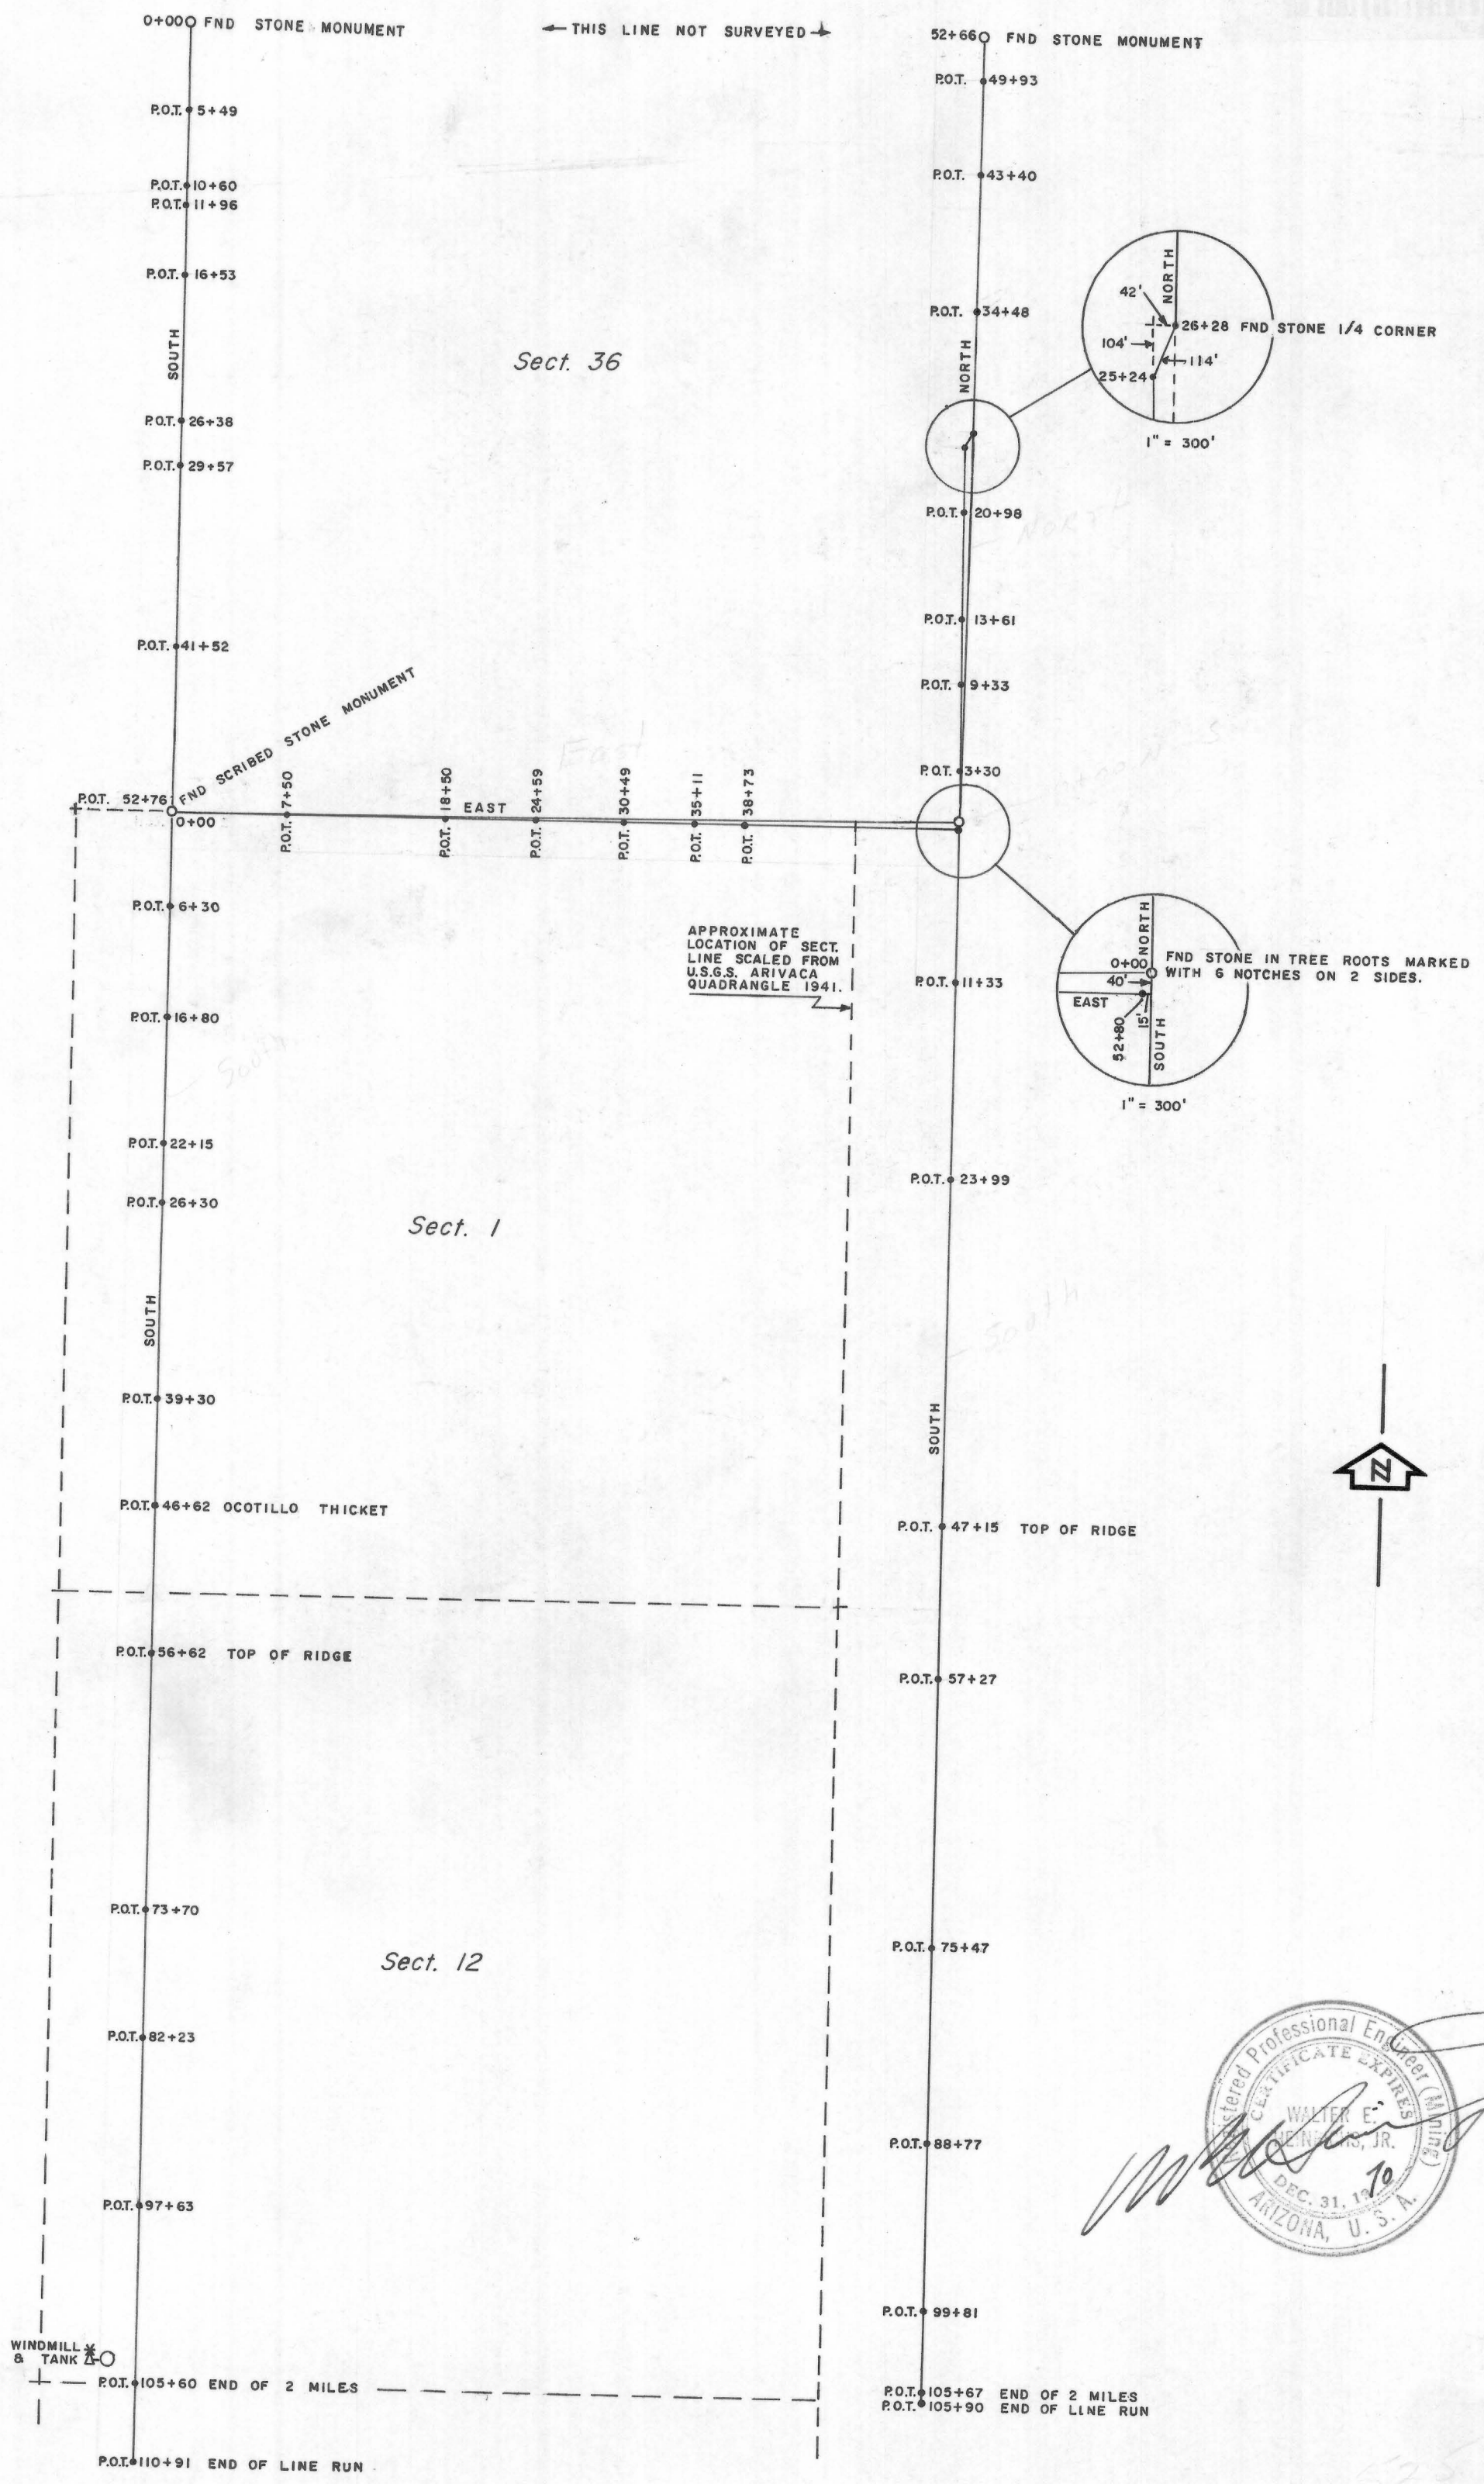 0+00 FND STONE MONUMENT
← THIS LINE NOT SURVEYED →
52+66 FND STONE MONUMENT
P.O.T. 49+93
P.O.T. 5+49
P.O.T. 43+40
P.O.T. 10+60
P.O.T. 11+96
P.O.T. 16+53
P.O.T. 34+48
SOUTH
Sect. 36
NORTH
NORTH
42'
26+28 FND STONE 1/4 CORNER
104'
114'
25+24
1" = 300'
P.O.T. 26+38
P.O.T. 29+57
P.O.T. 20+98
North
P.O.T. 13+61
P.O.T. 41+52
P.O.T. 9+33
FND SCRIBED STONE MONUMENT
East
P.O.T. 3+30
P.O.T. 52+76
0+00
P.O.T. 7+50
P.O.T. 18+50
EAST
P.O.T. 24+59
P.O.T. 30+49
P.O.T. 35+11
P.O.T. 38+73
P.O.T. 6+30
APPROXIMATE
LOCATION OF SECT.
LINE SCALED FROM
U.S.G.S. ARIVACA
QUADRANGLE 1941.
NORTH
0+00
FND STONE IN TREE ROOTS MARKED
WITH 6 NOTCHES ON 2 SIDES.
40'
EAST
52+80
15'
SOUTH
1" = 300'
P.O.T. 11+33
P.O.T. 16+80
South
P.O.T. 22+15
P.O.T. 23+99
P.O.T. 26+30
Sect. 1
SOUTH
South
P.O.T. 39+30
SOUTH
N
P.O.T. 46+62 OCOTILLO THICKET
P.O.T. 47+15 TOP OF RIDGE
P.O.T. 56+62 TOP OF RIDGE
P.O.T. 57+27
P.O.T. 73+70
P.O.T. 75+47
Sect. 12
P.O.T. 82+23
P.O.T. 88+77
P.O.T. 97+63
Registered Professional Engineer (Mining)
CERTIFICATE EXPIRES
WALTER E.
HEINRICHS, JR.
DEC. 31, 1970
ARIZONA, U. S. A.
P.O.T. 99+81
WINDMILL
& TANK
P.O.T. 105+60 END OF 2 MILES
P.O.T. 105+67 END OF 2 MILES
P.O.T. 105+90 END OF LINE RUN
P.O.T. 110+91 END OF LINE RUN